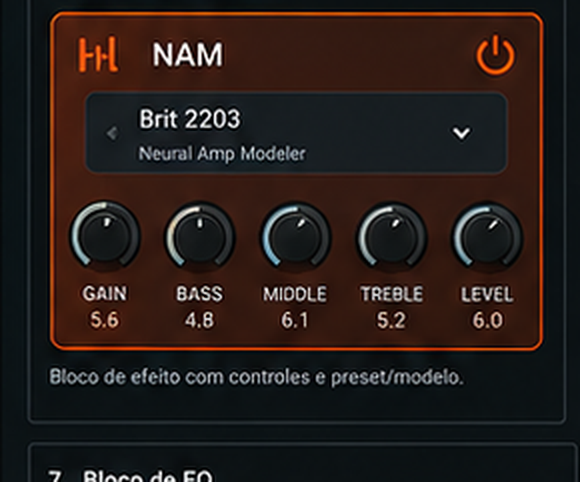 NAM
Brit 2203
Neural Amp Modeler
GAIN BASS MIDDLE TREBLE LEVEL
5.6 4.8 6.1 5.2 6.0
Bloco de efeito com controles e preset/modelo.
7. Bloco de EQ